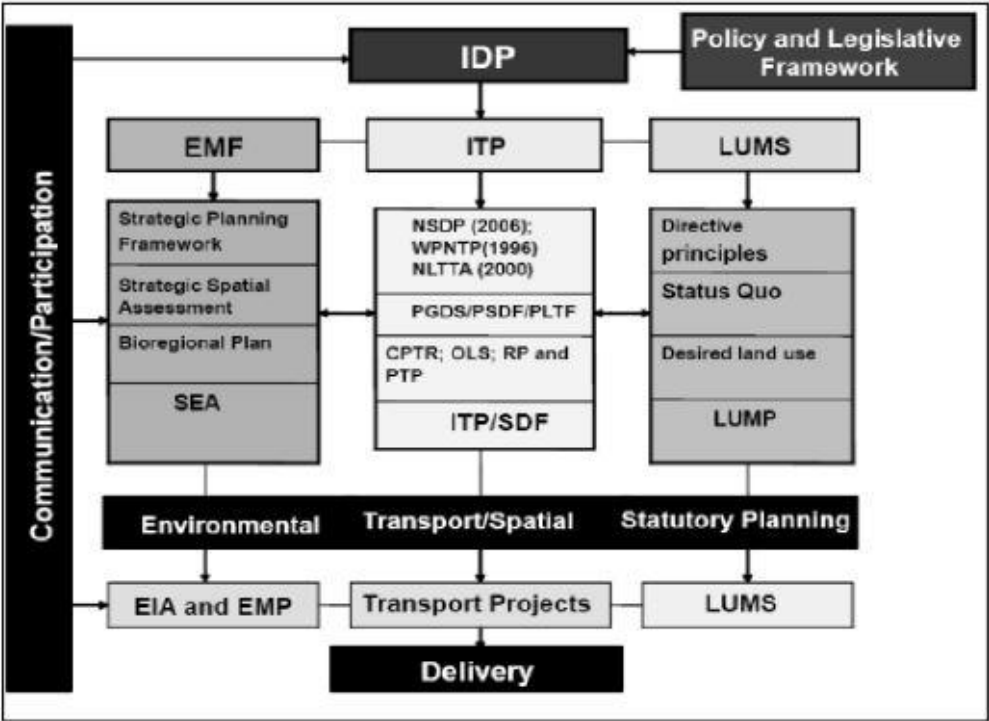 Communication/Participation
IDP
Policy and Legislative
Framework
EMF
ITP
LUMS
Strategic Planning
Framework
Strategic Spatial
Assessment
Bioregional Plan
SEA
NSDP (2006);
WPNTP(1996)
NLTTA (2000)
PGDS/PSDF/PLTF
CPTR; OLS; RP and
PTP
ITP/SDF
Directive
principles
Status Quo
Desired land use
LUMP
Environmental
Transport/Spatial
Statutory Planning
EIA and EMP
Transport Projects
LUMS
Delivery